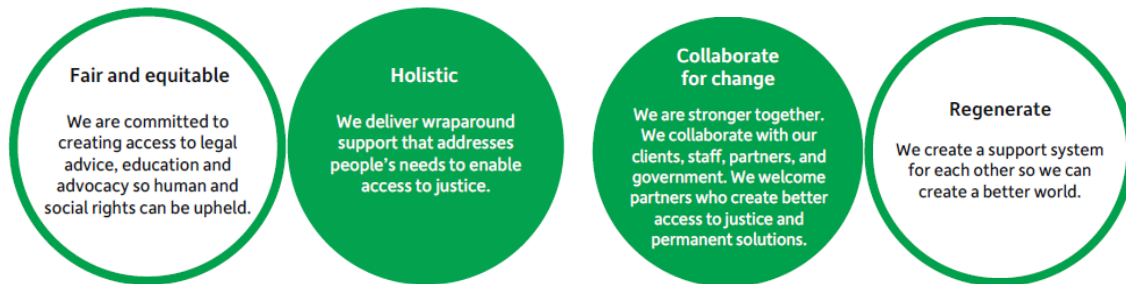 Fair and equitable
We are committed to
creating access to legal
advice, education and
advocacy so human and
social rights can be upheld.
Holistic
We deliver wraparound
support that addresses
people's needs to enable
access to justice.
Collaborate
for change
We are stronger together.
We collaborate with our
clients, staff, partners, and
government. We welcome
partners who create better
access to justice and
permanent solutions.
Regenerate
We create a support system
for each other so we can
create a better world.